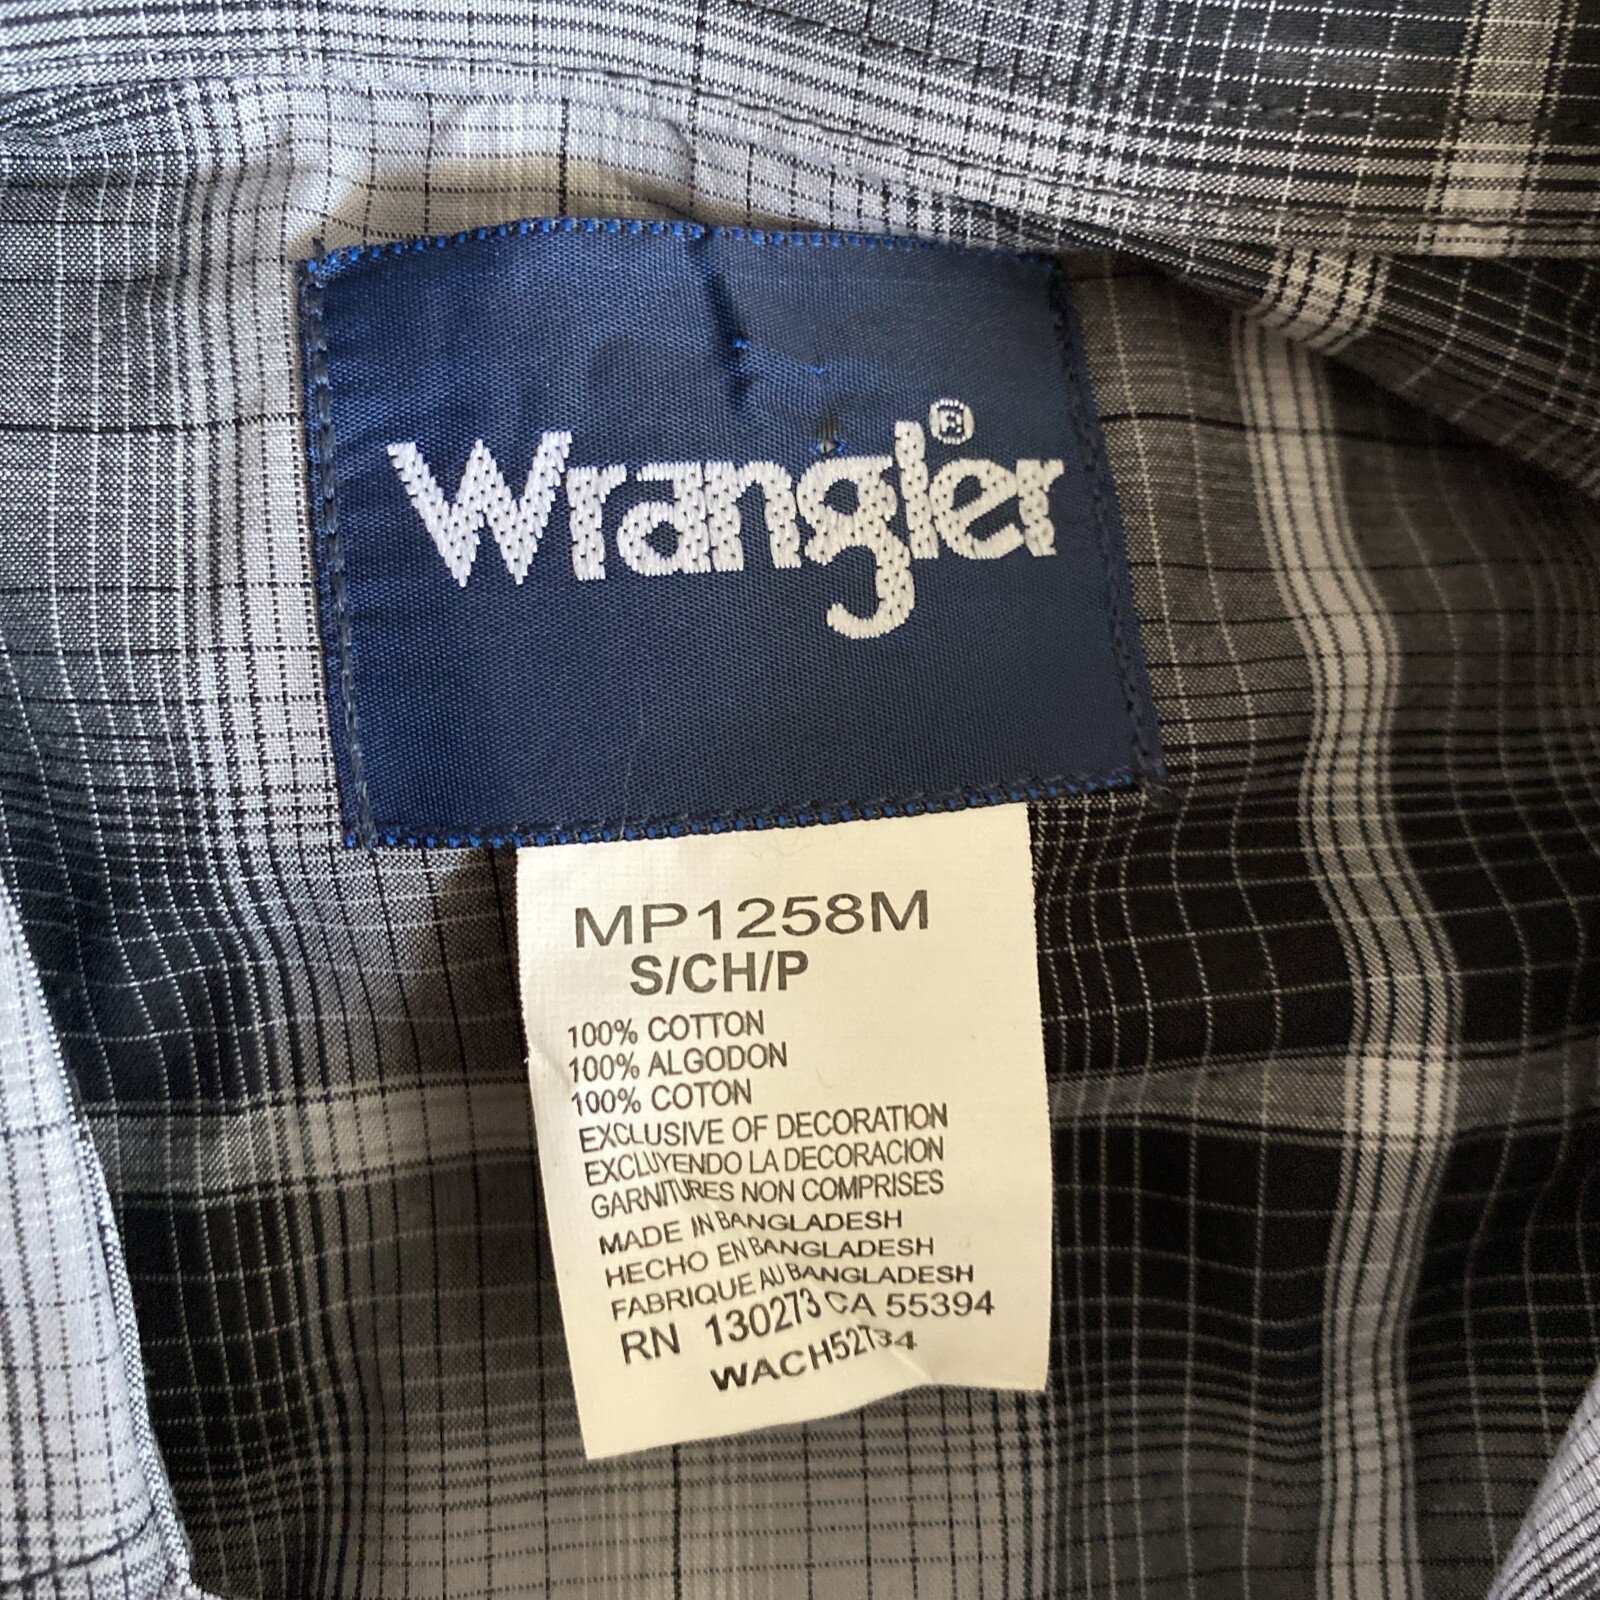 Wrangler®
MP1258M
S/CH/P
100% COTTON
100% ALGODON
100% COTON
EXCLUSIVE OF DECORATION
EXCLUYENDO LA DECORACION
GARNITURES NON COMPRISES
MADE IN BANGLADESH
HECHO EN BANGLADESH
FABRIQUE AU BANGLADESH
RN 130273 CA 55394
WACH52T34